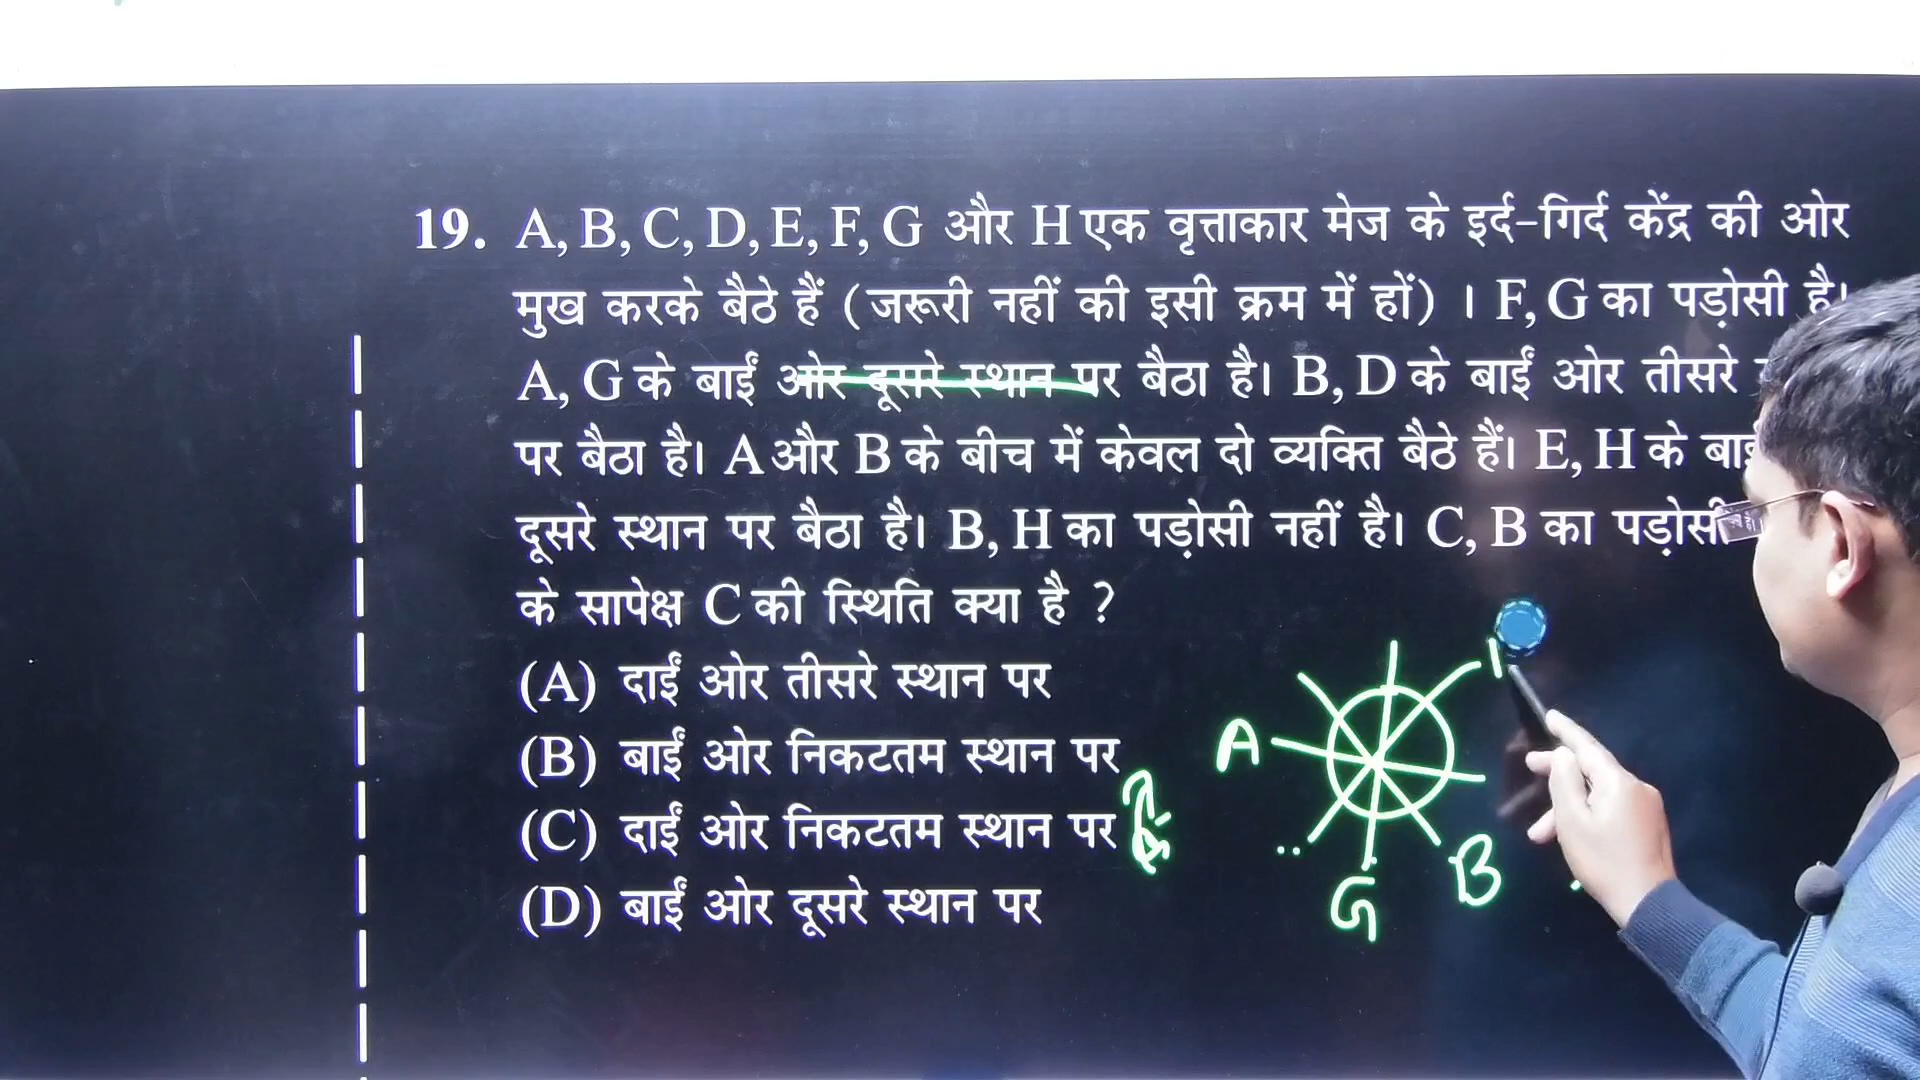 19. A, B, C, D, E, F, G और H एक वृत्ताकार मेज के इर्द-गिर्द केंद्र की ओर
मुख करके बैठे हैं (जरूरी नहीं की इसी क्रम में हों) । F, G का पड़ोसी है।
A, G के बाईं ओर दूसरे स्थान पर बैठा है। B, D के बाईं ओर तीसरे
पर बैठा है। A और B के बीच में केवल दो व्यक्ति बैठे हैं। E, H के
दूसरे स्थान पर बैठा है। B, H का पड़ोसी नहीं है। C, B का पड़ोसी
के सापेक्ष C की स्थिति क्या है ?
(A) दाईं ओर तीसरे स्थान पर
(B) बाईं ओर निकटतम स्थान पर
(C) दाईं ओर निकटतम स्थान पर
(D) बाईं ओर दूसरे स्थान पर
A
G
B